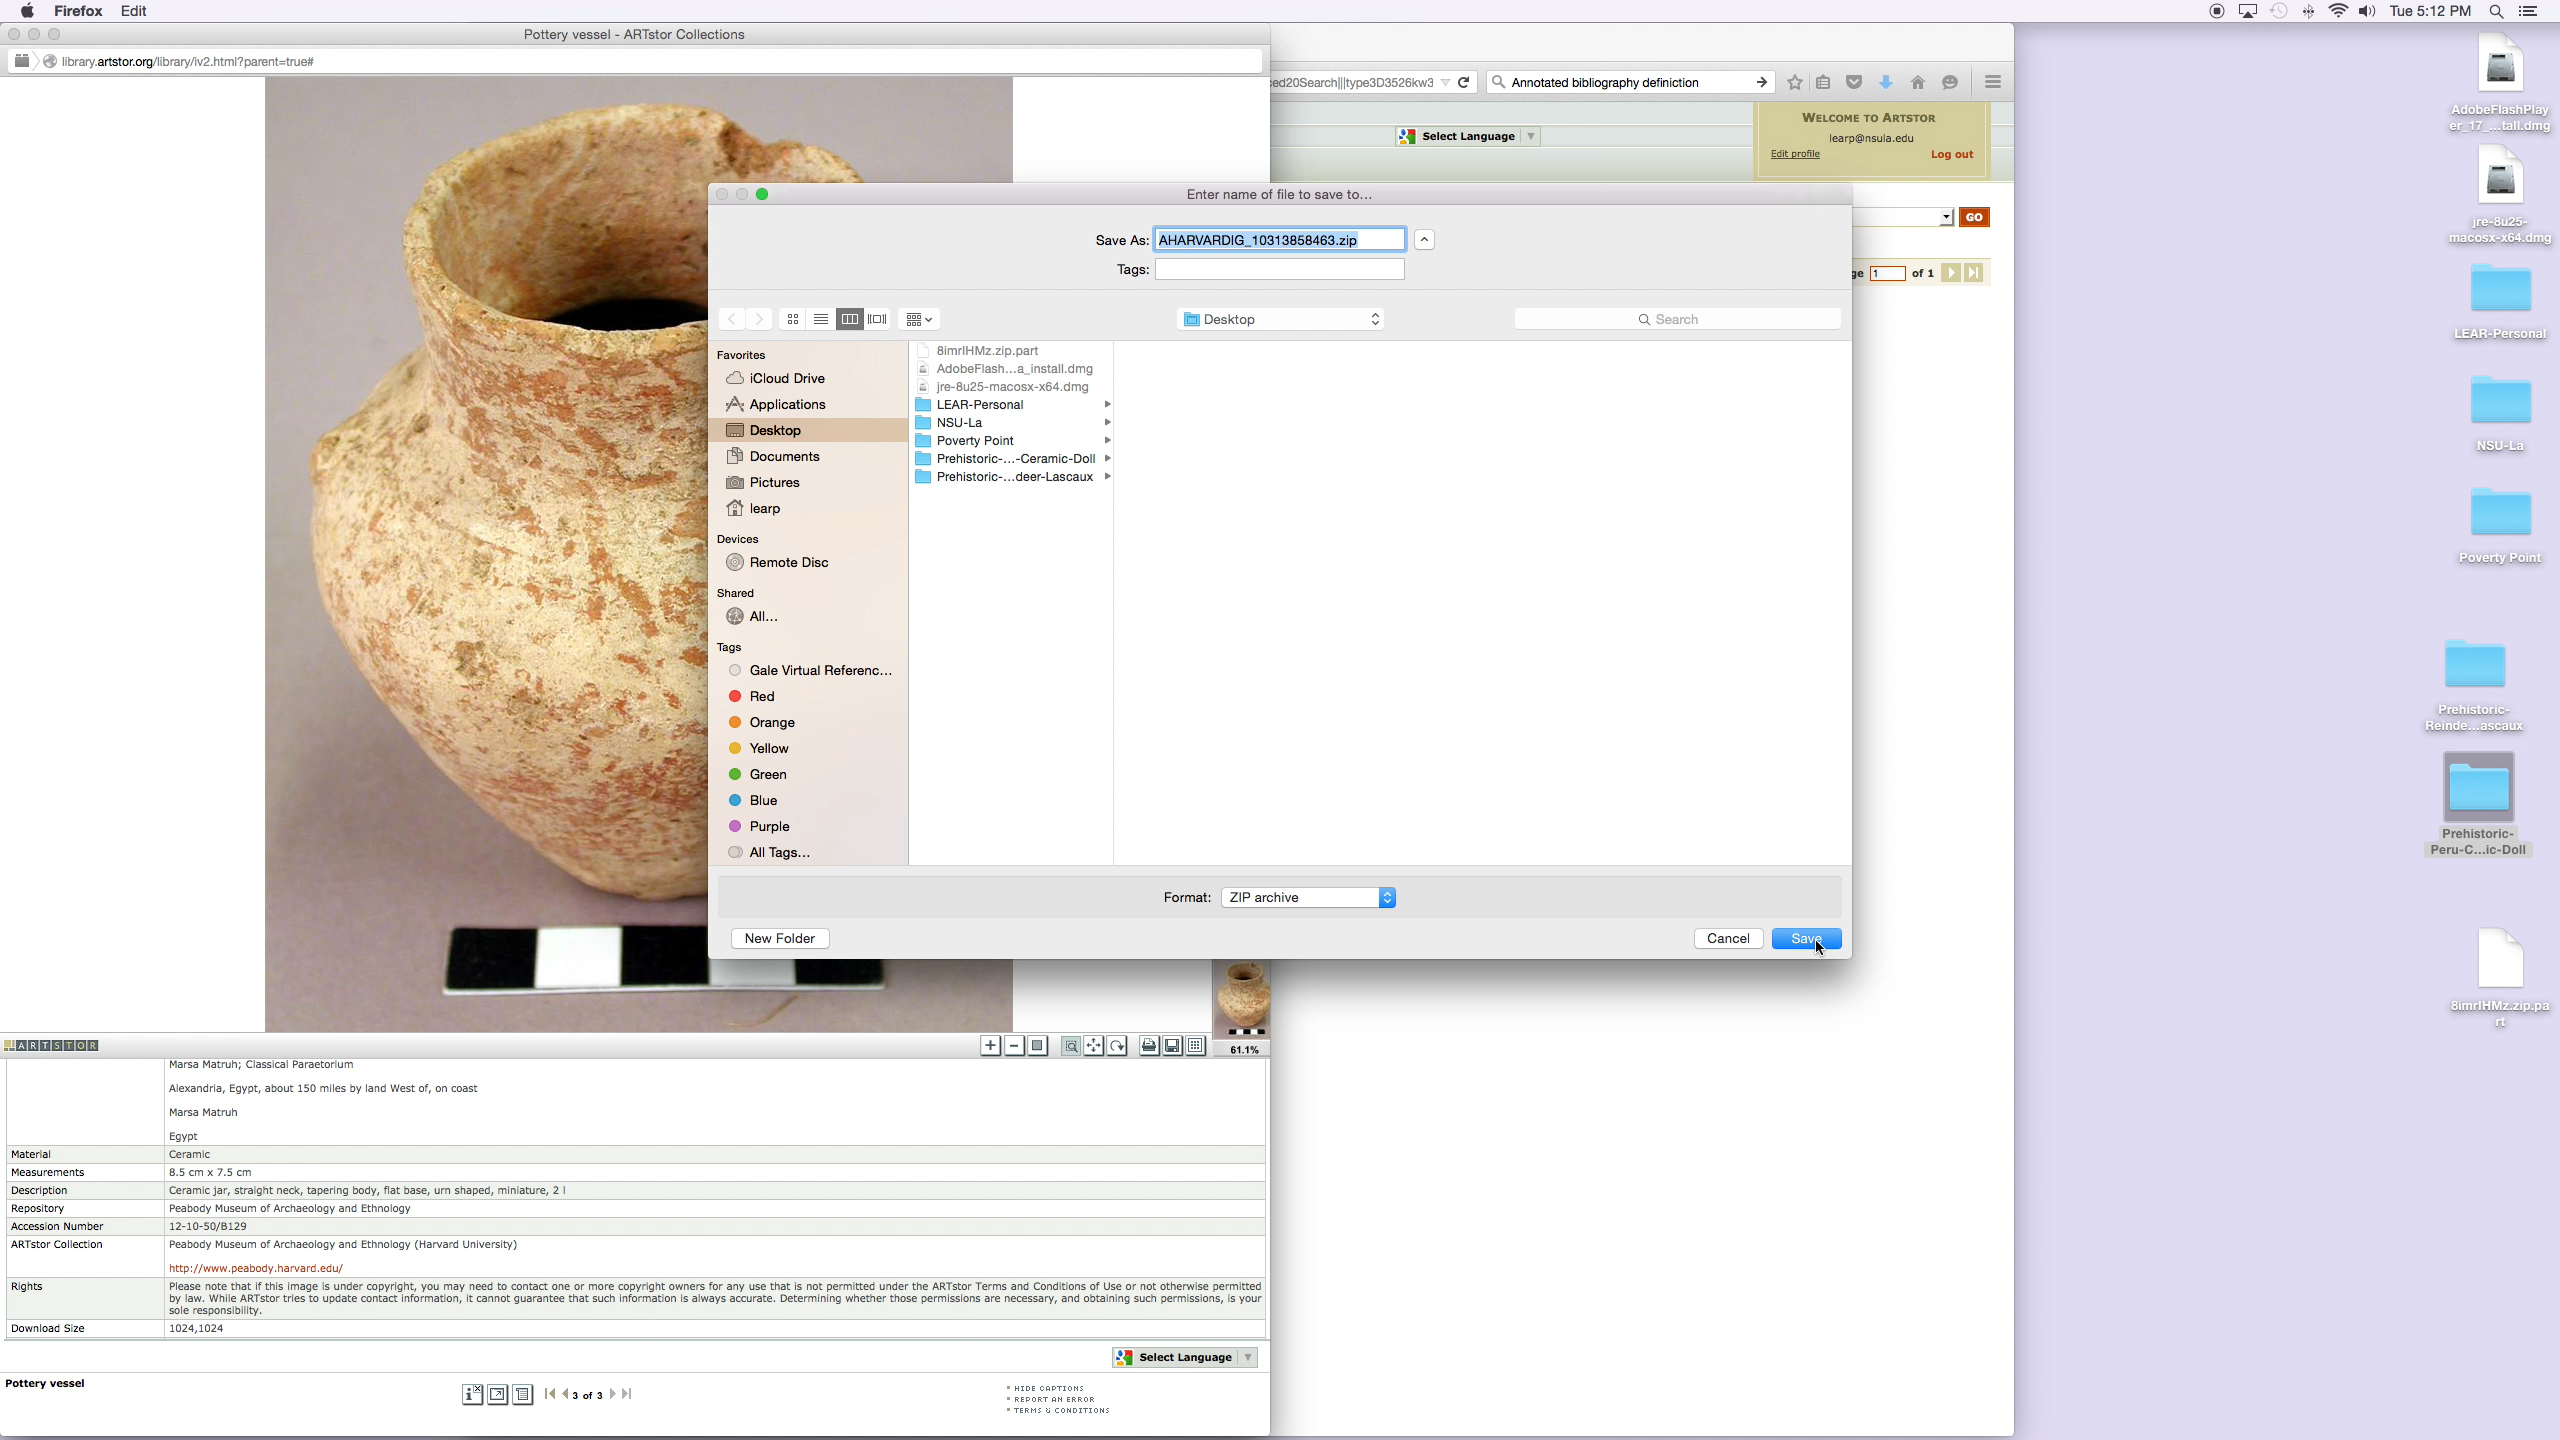 Firefox Edit
Tue 5:12 PM
Pottery vessel - ARTstor Collections
library.artstor.org/library/iv2.html?parent=true#
ced20Search|||type3D3526kw3
Annotated bibliography definition
Select Language
WELCOME TO ARTSTOR
learp@nsula.edu
Edit profile
Log out
GO
ge 1 of 1
Enter name of file to save to...
Save As: AHARVARDIG_10313858463.zip
Tags:
Desktop
Search
Favorites
iCloud Drive
Applications
Desktop
Documents
Pictures
learp
Devices
Remote Disc
Shared
All...
Tags
Gale Virtual Referenc...
Red
Orange
Yellow
Green
Blue
Purple
All Tags...
8imrlHMz.zip.part
AdobeFlash...a_install.dmg
jre-8u25-macosx-x64.dmg
LEAR-Personal
NSU-La
Poverty Point
Prehistoric-...-Ceramic-Doll
Prehistoric-...deer-Lascaux
Format: ZIP archive
New Folder
Cancel
Save
AdobeFlashPlay
er_17_...tall.dmg
jre-8u25-
macosx-x64.dmg
LEAR-Personal
NSU-La
Poverty Point
Prehistoric-
Reinde...ascaux
Prehistoric-
Peru-C...ic-Doll
8imrlHMz.zip.pa
rt
ARTSTOR
61.1%
Marsa Matruh; Classical Paraetorium
Alexandria, Egypt, about 150 miles by land West of, on coast
Marsa Matruh
Egypt
Material Ceramic
Measurements 8.5 cm x 7.5 cm
Description Ceramic jar, straight neck, tapering body, flat base, urn shaped, miniature, 2 l
Repository Peabody Museum of Archaeology and Ethnology
Accession Number 12-10-50/B129
ARTstor Collection Peabody Museum of Archaeology and Ethnology (Harvard University)
http://www.peabody.harvard.edu/
Rights Please note that if this image is under copyright, you may need to contact one or more copyright owners for any use that is not permitted under the ARTstor Terms and Conditions of Use or not otherwise permitted
by law. While ARTstor tries to update contact information, it cannot guarantee that such information is always accurate. Determining whether those permissions are necessary, and obtaining such permissions, is your
sole responsibility.
Download Size 1024,1024
Select Language
Pottery vessel
3 of 3
HIDE CAPTIONS
REPORT AN ERROR
TERMS & CONDITIONS